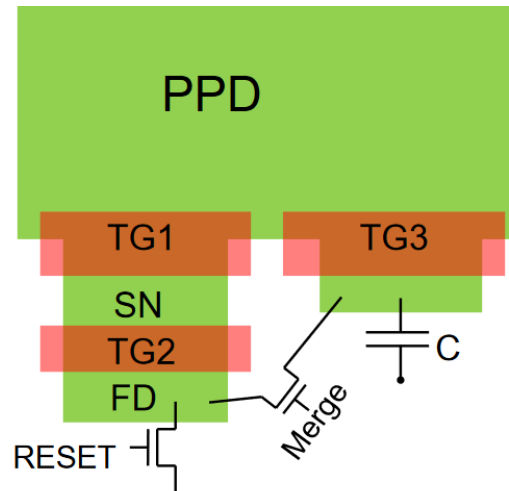 PPD
TG1
TG3
SN
TG2
C
FD
Merge
RESET